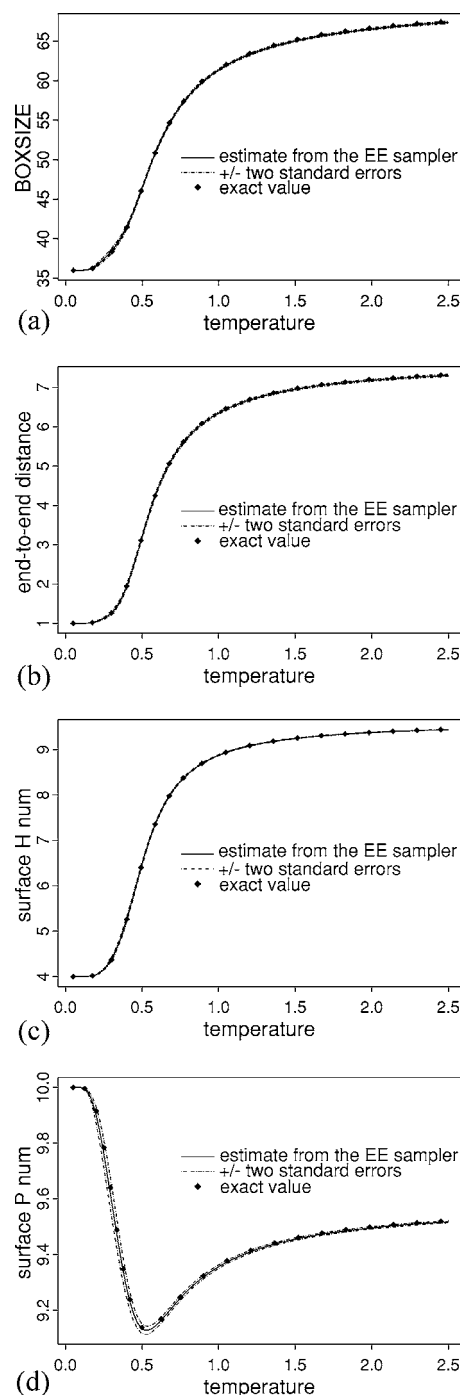 BOXSIZE
65
60
55
50
45
40
35
estimate from the EE sampler
+/- two standard errors
exact value
0.0 0.5 1.0 1.5 2.0 2.5
(a) temperature
end-to-end distance
7
6
5
4
3
2
1
estimate from the EE sampler
+/- two standard errors
exact value
0.0 0.5 1.0 1.5 2.0 2.5
(b) temperature
surface H num
9
8
7
6
5
4
estimate from the EE sampler
+/- two standard errors
exact value
0.0 0.5 1.0 1.5 2.0 2.5
(c) temperature
surface P num
10.0
9.8
9.6
9.4
9.2
estimate from the EE sampler
+/- two standard errors
exact value
0.0 0.5 1.0 1.5 2.0 2.5
(d) temperature